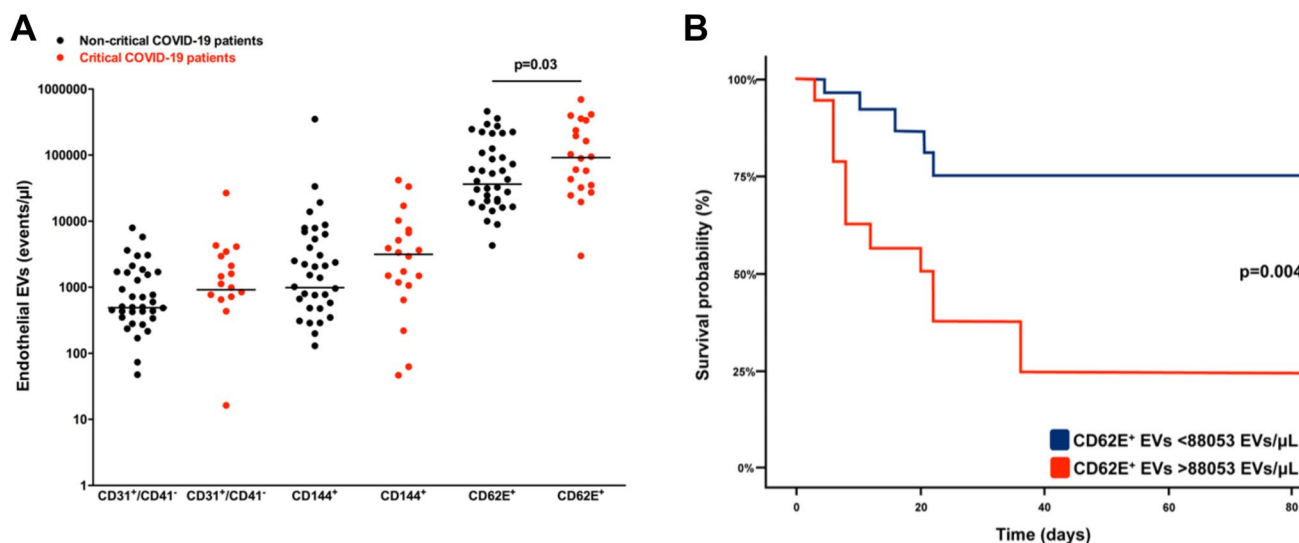 A
Non-critical COVID-19 patients
Critical COVID-19 patients
p=0.03
Endothelial EVs (events/µl)
1000000
100000
10000
1000
100
10
1
CD31⁺/CD41⁻ CD31⁺/CD41⁻ CD144⁺ CD144⁺ CD62E⁺ CD62E⁺
B
Survival probability (%)
100%
75%
50%
25%
0%
p=0.004
CD62E⁺ EVs <88053 EVs/µL
CD62E⁺ EVs >88053 EVs/µL
0 20 40 60 80
Time (days)